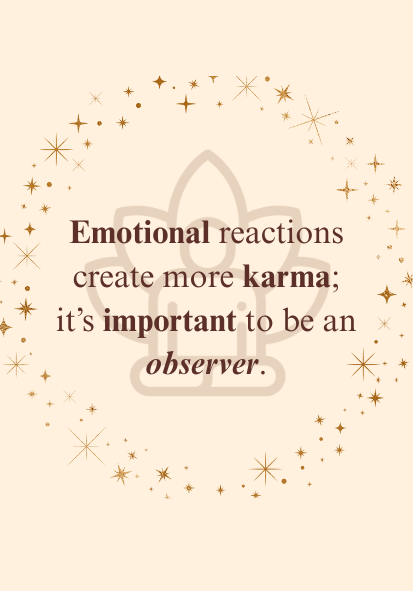 Emotional reactions
create more karma;
it’s important to be an
observer.